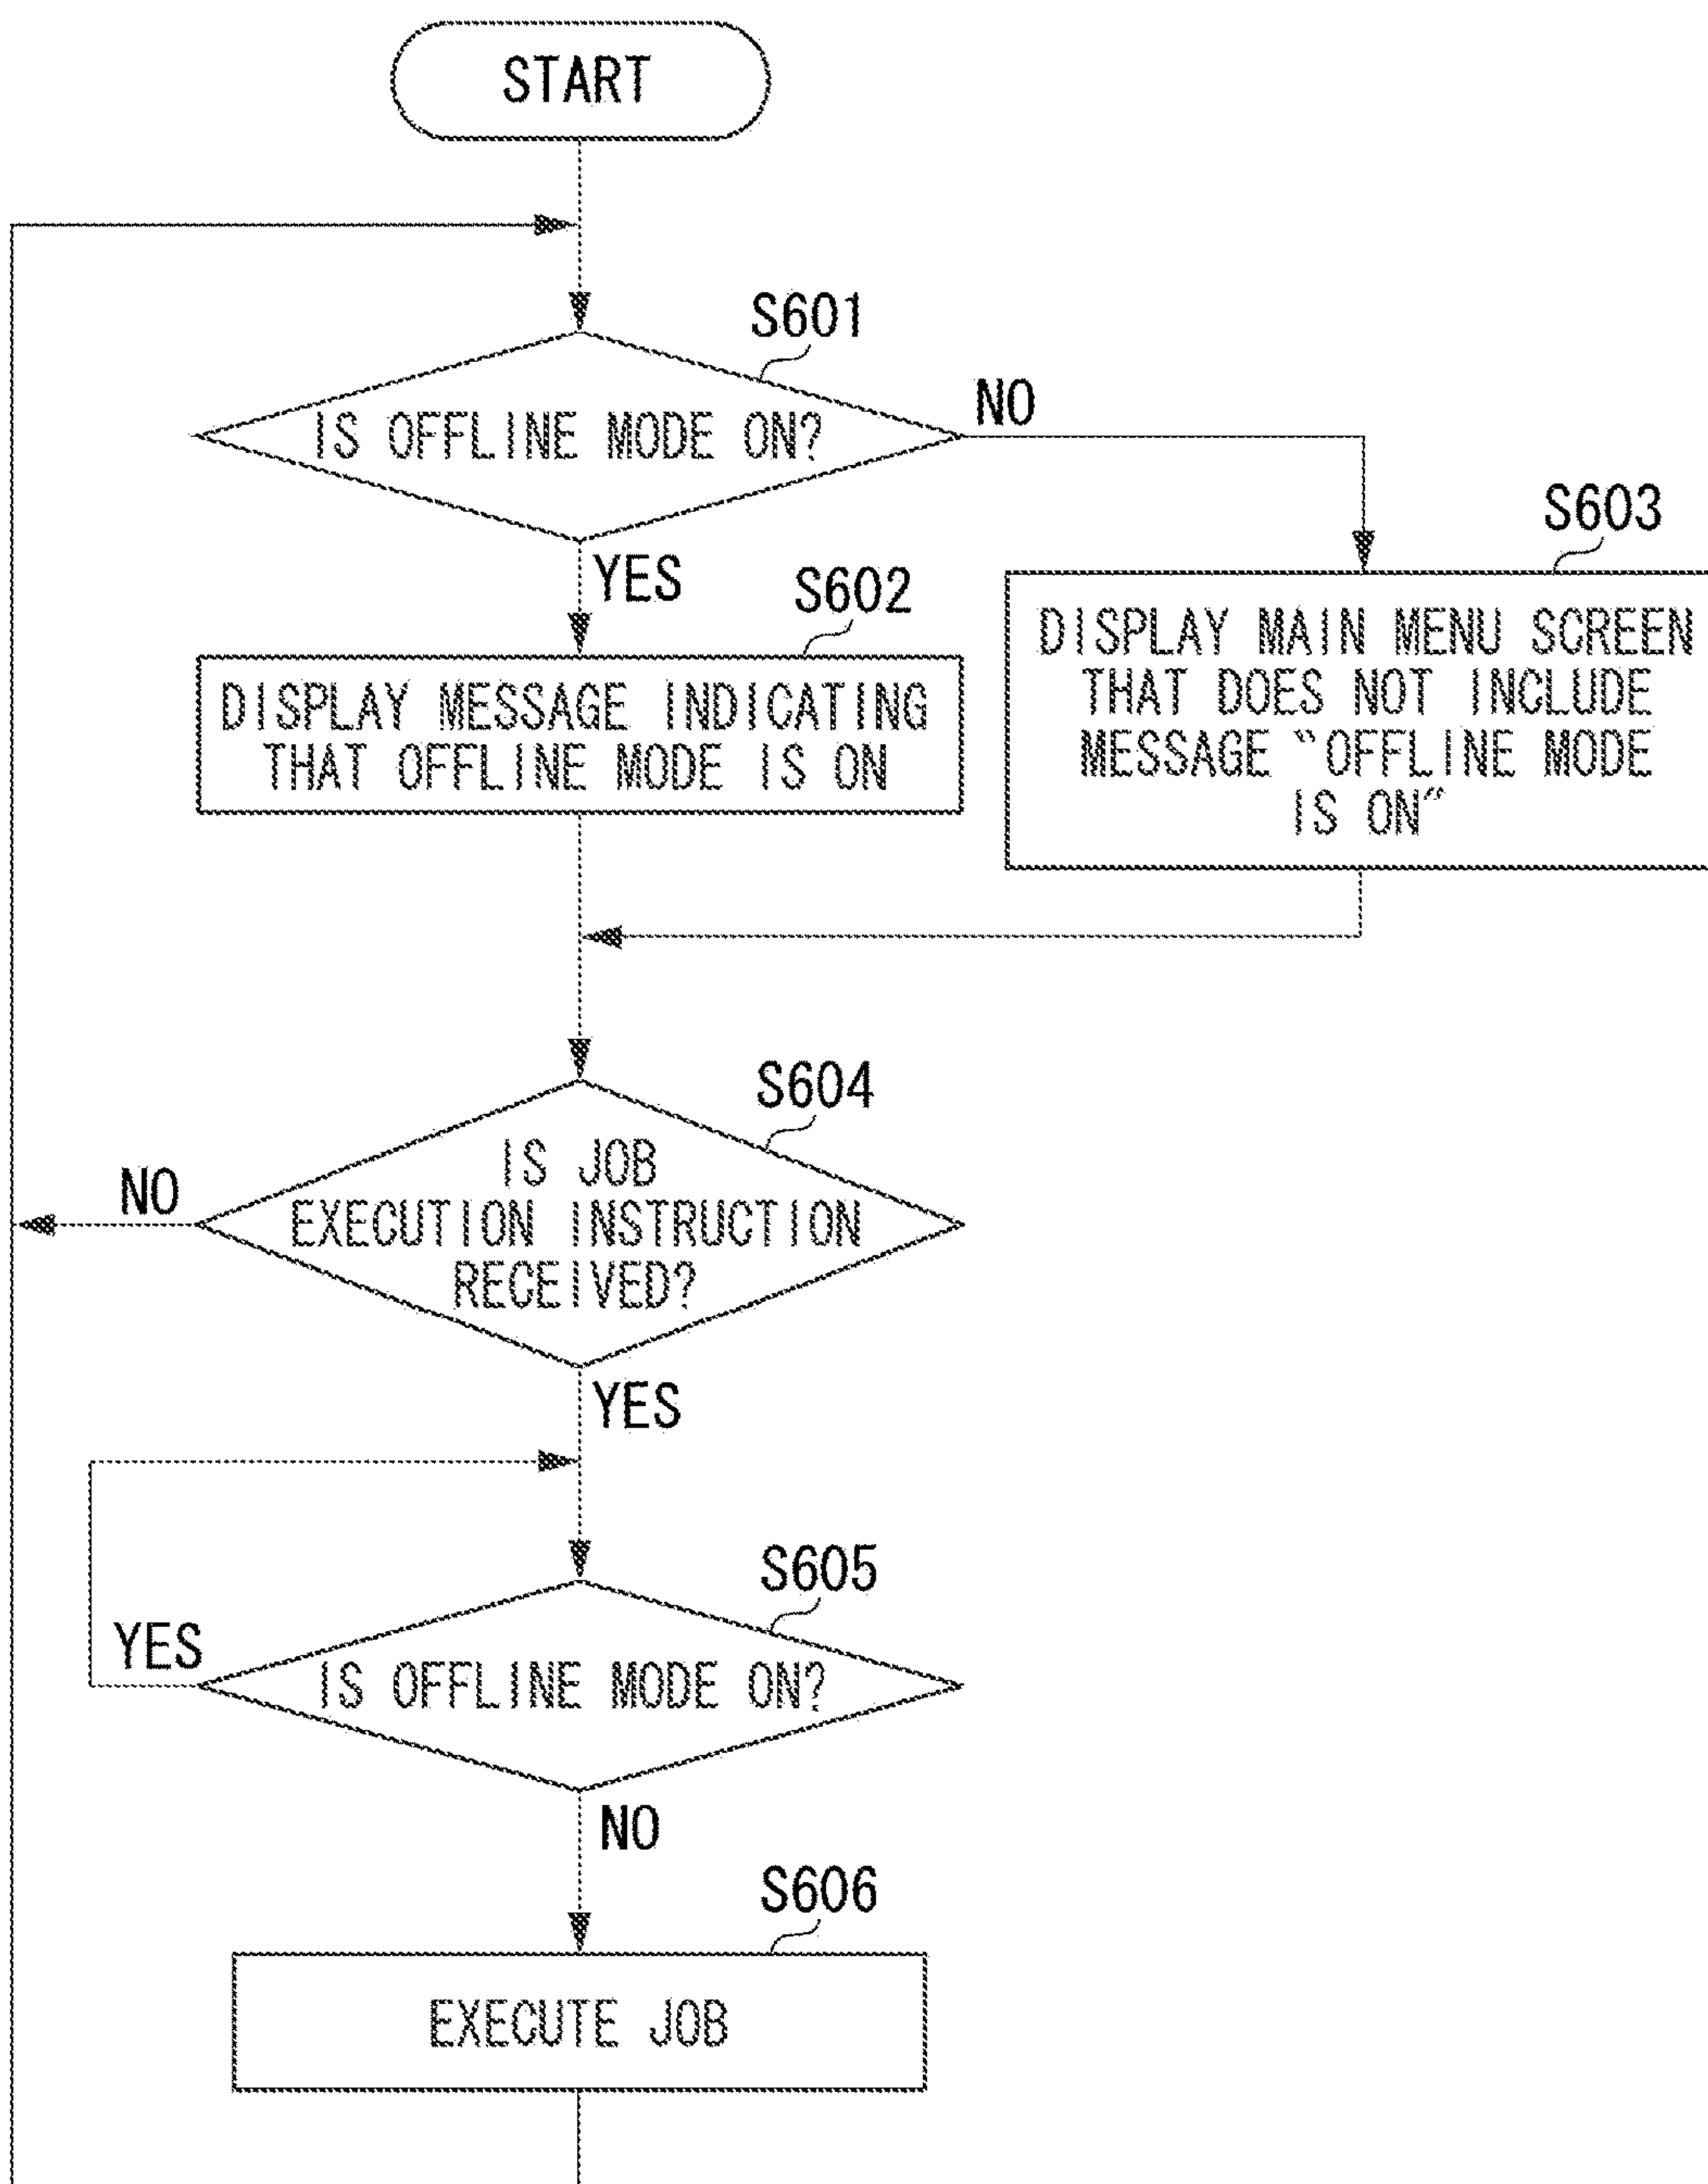 START
S601
IS OFFLINE MODE ON?
NO
YES
S602
DISPLAY MESSAGE INDICATING
THAT OFFLINE MODE IS ON
S603
DISPLAY MAIN MENU SCREEN
THAT DOES NOT INCLUDE
MESSAGE “OFFLINE MODE
IS ON”
S604
IS JOB
EXECUTION INSTRUCTION
RECEIVED?
NO
YES
S605
IS OFFLINE MODE ON?
YES
NO
S606
EXECUTE JOB